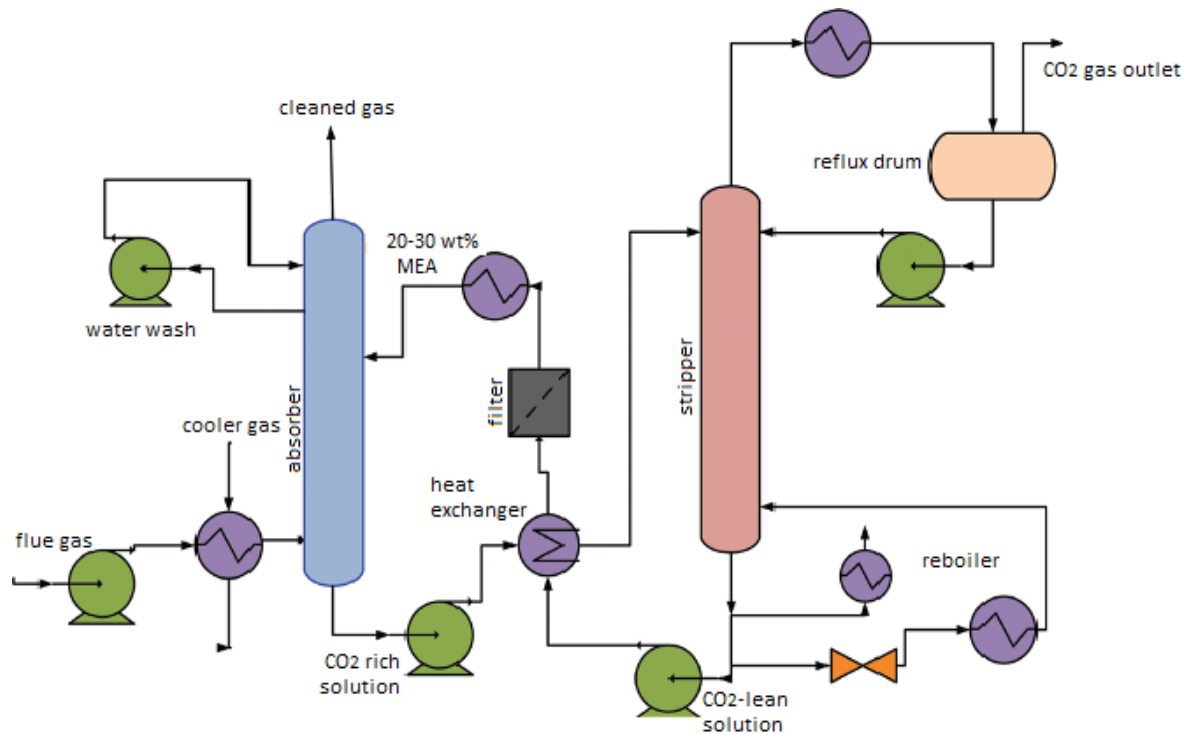 CO2 gas outlet
cleaned gas
reflux drum
20-30 wt%
MEA
water wash
absorber
filter
stripper
cooler gas
heat
exchanger
flue gas
reboiler
CO2 rich
solution
CO2-lean
solution